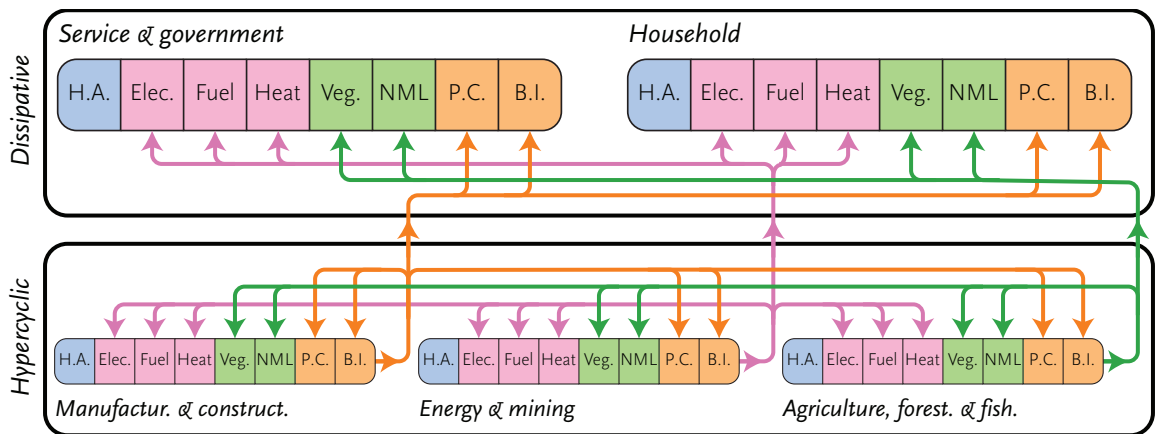 Dissipative
Service & government
H.A. Elec. Fuel Heat Veg. NML P.C. B.I.
Household
H.A. Elec. Fuel Heat Veg. NML P.C. B.I.
Hypercyclic
H.A. Elec. Fuel Heat Veg. NML P.C. B.I.
Manufactur. & construct.
H.A. Elec. Fuel Heat Veg. NML P.C. B.I.
Energy & mining
H.A. Elec. Fuel Heat Veg. NML P.C. B.I.
Agriculture, forest. & fish.